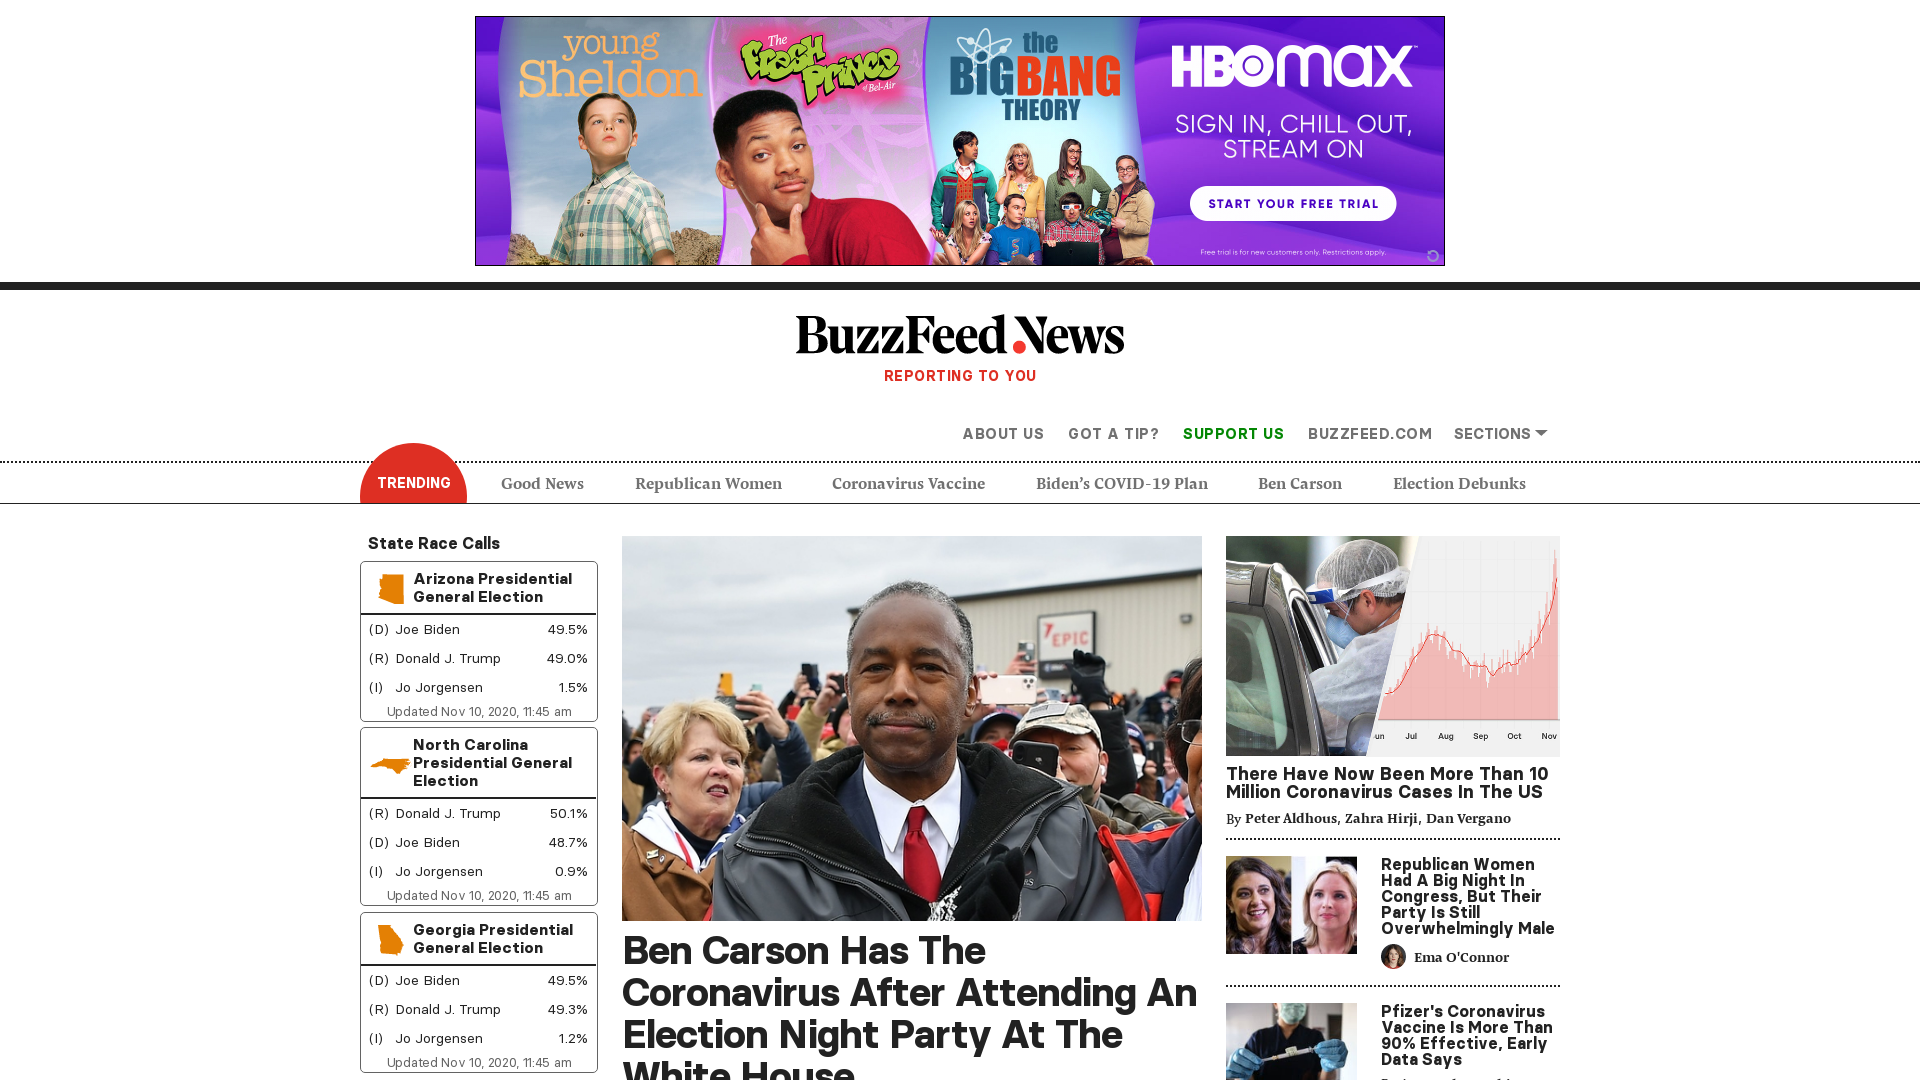 young
Sheldon
The
Fresh
Prince
of Bel-Air
the
BIGBANG
THEORY
HBOMAX
SIGN IN, CHILL OUT,
STREAM ON
START YOUR FREE TRIAL
Free trial is for new customers only. Restrictions apply.
BuzzFeed News
REPORTING TO YOU
ABOUT US
GOT A TIP?
SUPPORT US
BUZZFEED.COM
SECTIONS
TRENDING
Good News
Republican Women
Coronavirus Vaccine
Biden’s COVID-19 Plan
Ben Carson
Election Debunks
State Race Calls
Arizona Presidential
General Election
(D) Joe Biden 49.5%
(R) Donald J. Trump 49.0%
(I) Jo Jorgensen 1.5%
Updated Nov 10, 2020, 11:45 am
North Carolina
Presidential General
Election
(R) Donald J. Trump 50.1%
(D) Joe Biden 48.7%
(I) Jo Jorgensen 0.9%
Updated Nov 10, 2020, 11:45 am
Georgia Presidential
General Election
(D) Joe Biden 49.5%
(R) Donald J. Trump 49.3%
(I) Jo Jorgensen 1.2%
Updated Nov 10, 2020, 11:45 am
EPIC
Ben Carson Has The
Coronavirus After Attending An
Election Night Party At The
White House
Jul Aug Sep Oct Nov
There Have Now Been More Than 10
Million Coronavirus Cases In The US
By Peter Aldhous, Zahra Hirji, Dan Vergano
Republican Women
Had A Big Night In
Congress, But Their
Party Is Still
Overwhelmingly Male
Ema O'Connor
Pfizer's Coronavirus
Vaccine Is More Than
90% Effective, Early
Data Says